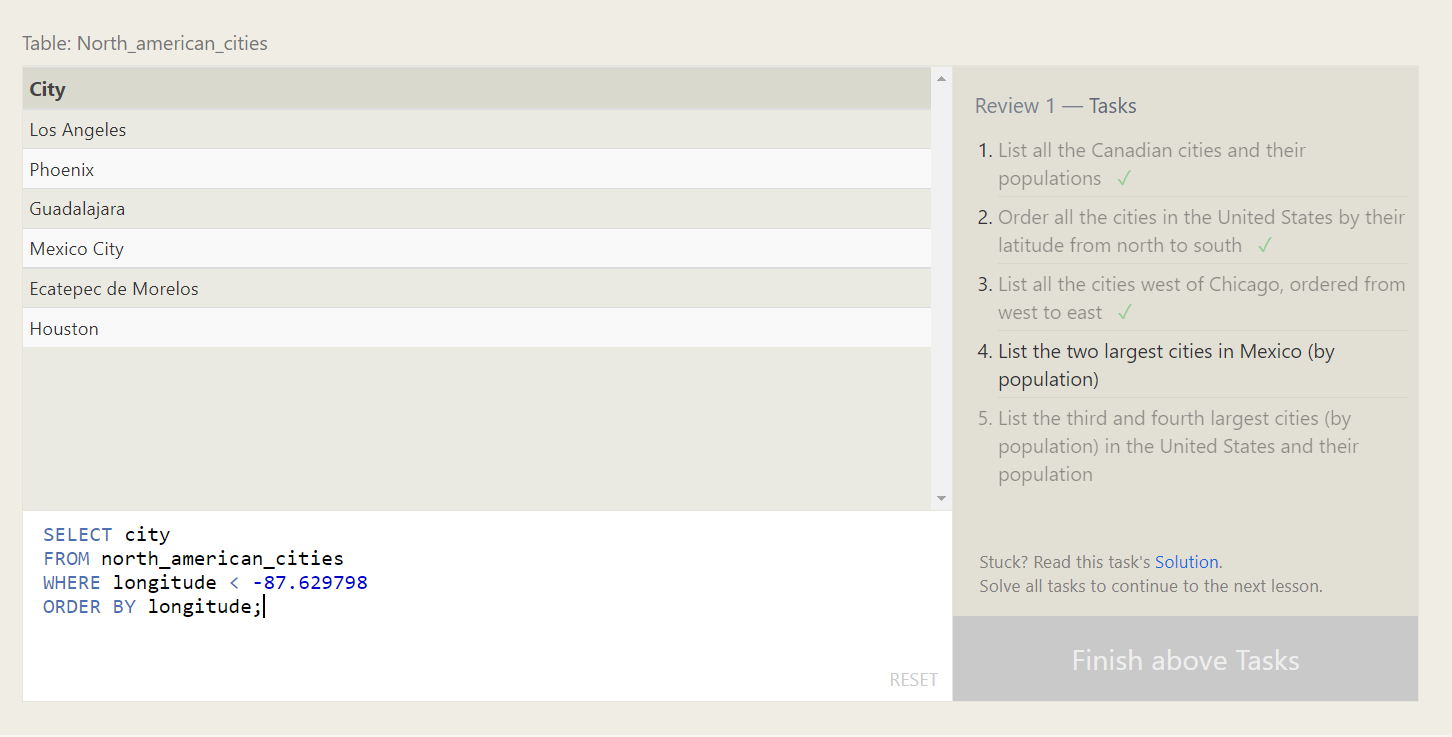 Table: North_american_cities
City
Los Angeles
Phoenix
Guadalajara
Mexico City
Ecatepec de Morelos
Houston
SELECT city
FROM north_american_cities
WHERE longitude < -87.629798
ORDER BY longitude;
RESET
Review 1 — Tasks
1. List all the Canadian cities and their
populations ✓
2. Order all the cities in the United States by their
latitude from north to south ✓
3. List all the cities west of Chicago, ordered from
west to east ✓
4. List the two largest cities in Mexico (by
population)
5. List the third and fourth largest cities (by
population) in the United States and their
population
Stuck? Read this task's Solution.
Solve all tasks to continue to the next lesson.
Finish above Tasks